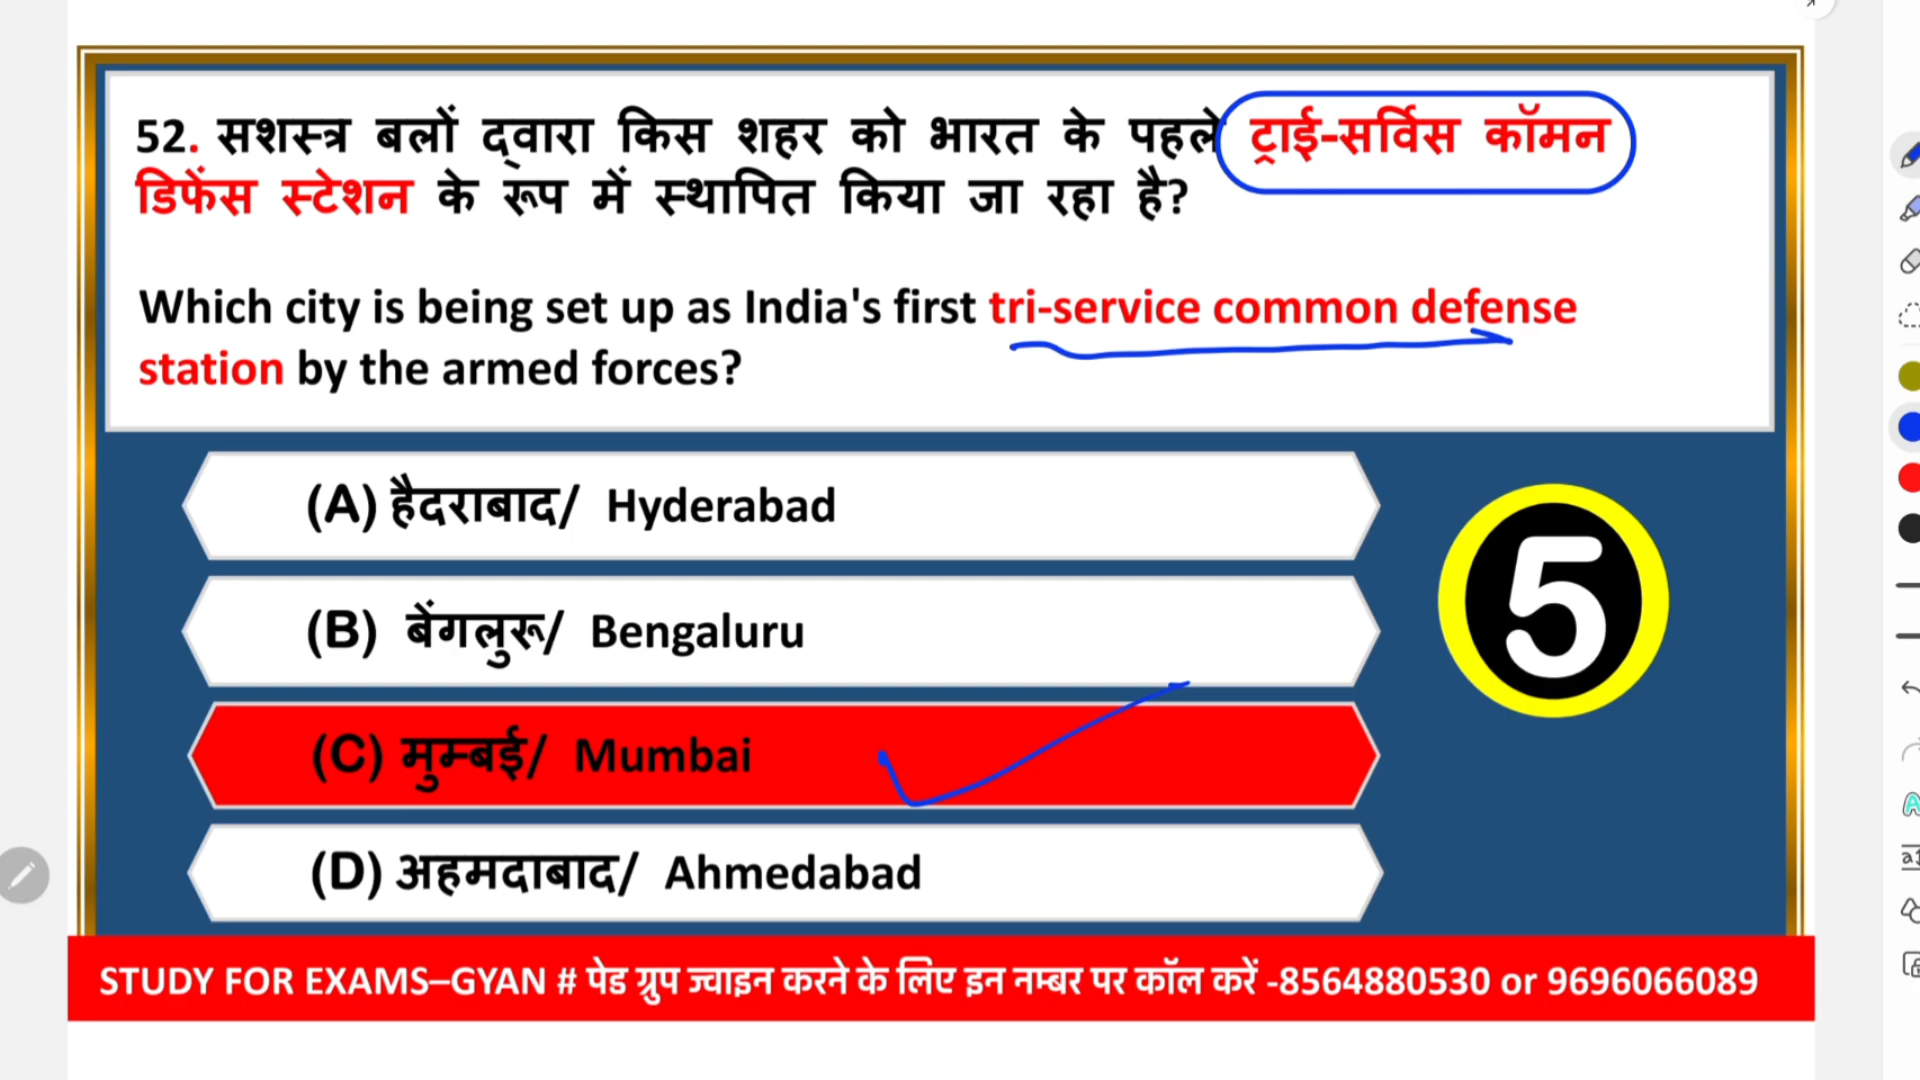 52. सशस्त्र बलों द्वारा किस शहर को भारत के पहले ट्राई-सर्विस कॉमन
डिफेंस स्टेशन के रूप में स्थापित किया जा रहा है?
Which city is being set up as India's first tri-service common defense
station by the armed forces?
(A) हैदराबाद/ Hyderabad
(B) बेंगलुरू/ Bengaluru
5
(C) मुम्बई/ Mumbai
(D) अहमदाबाद/ Ahmedabad
STUDY FOR EXAMS–GYAN # पेड ग्रुप ज्वाइन करने के लिए इन नम्बर पर कॉल करें -8564880530 or 9696066089